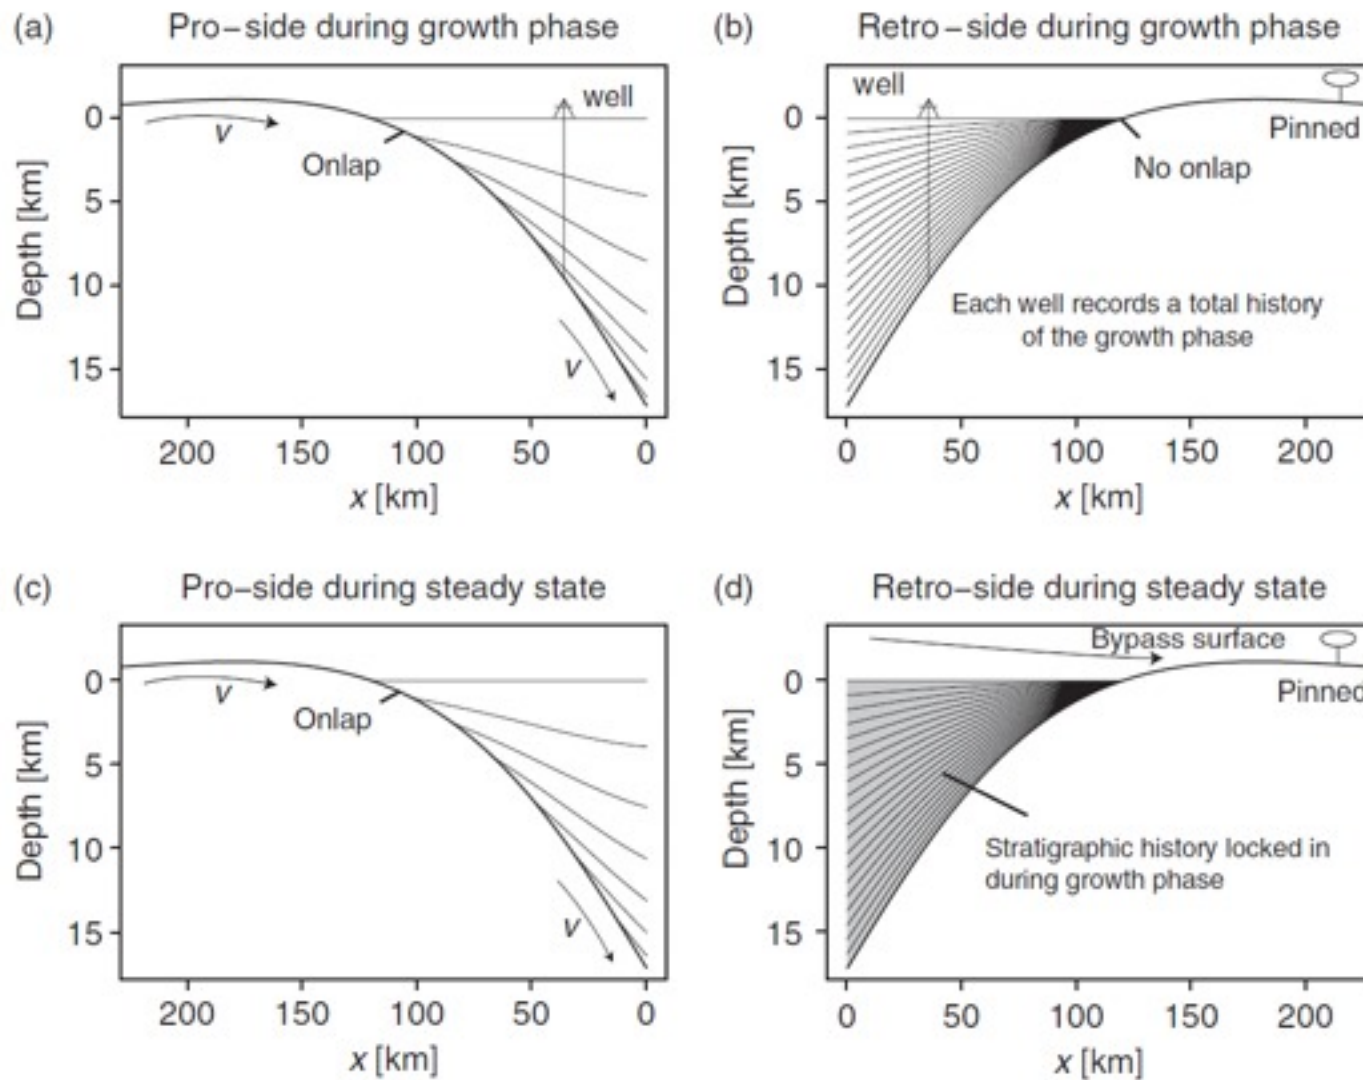 (a) Pro–side during growth phase
0
5
10
15
Depth [km]
v
Onlap
well
v
200 150 100 50 0
x [km]
(b) Retro–side during growth phase
0
5
10
15
Depth [km]
well
Pinned
No onlap
Each well records a total history
of the growth phase
0 50 100 150 200
x [km]
(c) Pro–side during steady state
0
5
10
15
Depth [km]
v
Onlap
v
200 150 100 50 0
x [km]
(d) Retro–side during steady state
0
5
10
15
Depth [km]
Bypass surface
Pinned
Stratigraphic history locked in
during growth phase
0 50 100 150 200
x [km]